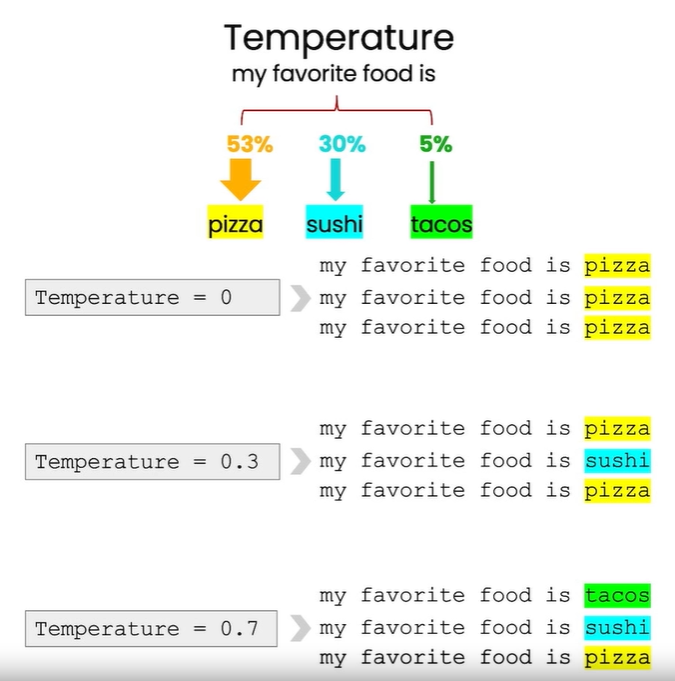 Temperature
my favorite food is
53% 30% 5%
pizza sushi tacos
my favorite food is pizza
Temperature = 0
my favorite food is pizza
my favorite food is pizza
my favorite food is pizza
Temperature = 0.3
my favorite food is sushi
my favorite food is pizza
my favorite food is tacos
Temperature = 0.7
my favorite food is sushi
my favorite food is pizza